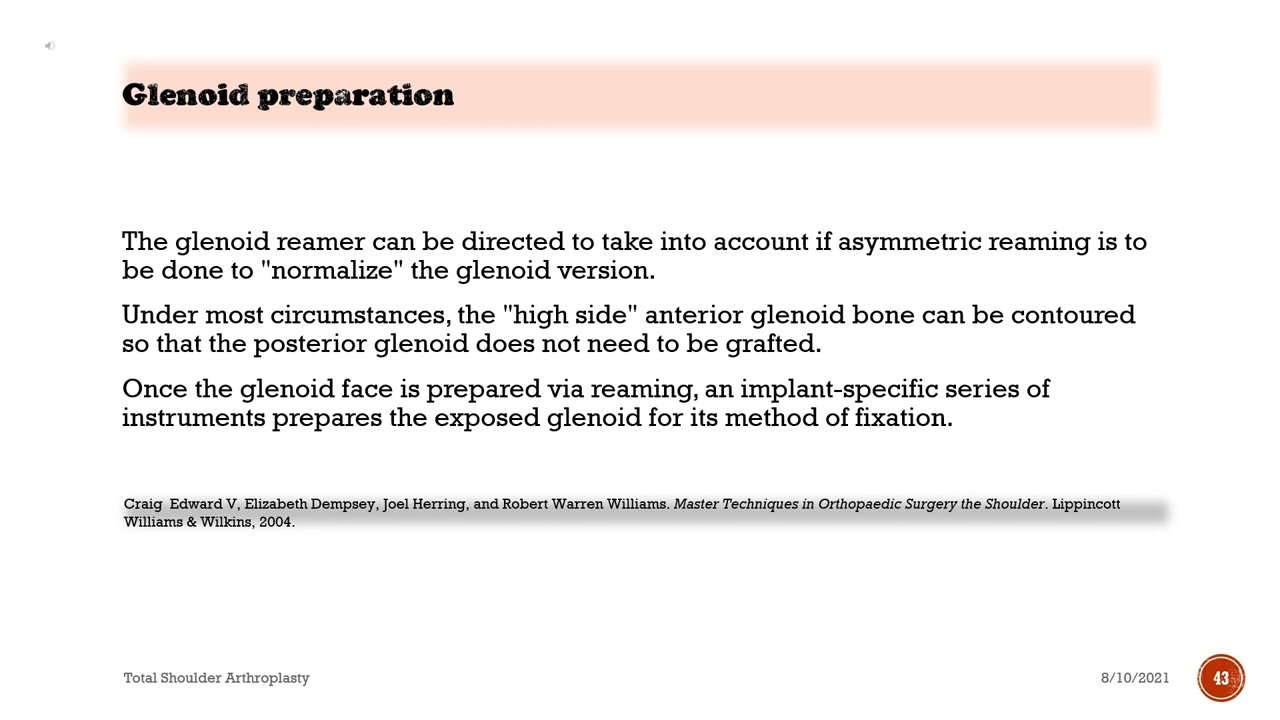 Glenoid preparation
The glenoid reamer can be directed to take into account if asymmetric reaming is to
be done to "normalize" the glenoid version.
Under most circumstances, the "high side" anterior glenoid bone can be contoured
so that the posterior glenoid does not need to be grafted.
Once the glenoid face is prepared via reaming, an implant-specific series of
instruments prepares the exposed glenoid for its method of fixation.
Craig  Edward V, Elizabeth Dempsey, Joel Herring, and Robert Warren Williams. Master Techniques in Orthopaedic Surgery the Shoulder. Lippincott
Williams & Wilkins, 2004.
Total Shoulder Arthroplasty
8/10/2021
43